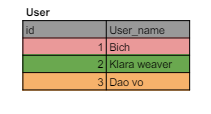 User
id User_name
1 Bich
2 Klara weaver
3 Dao vo